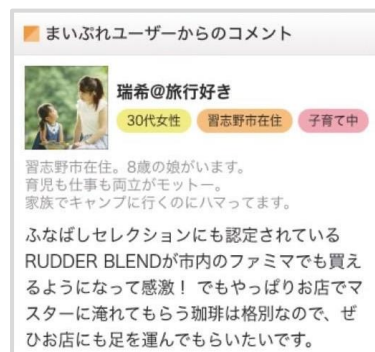 まいぷれユーザーからのコメント
瑞希@旅行好き
30代女性 習志野市在住 子育て中
習志野市在住。8歳の娘がいます。
育児も仕事も両立がモットー。
家族でキャンプに行くのにハマってます。
ふなばしセレクションにも認定されている
RUDDER BLENDが市内のファミマでも買え
るようになって感激！ でもやっぱりお店でマ
スターに淹れてもらう珈琲は格別なので、ぜ
ひお店にも足を運んでもらいたいです。